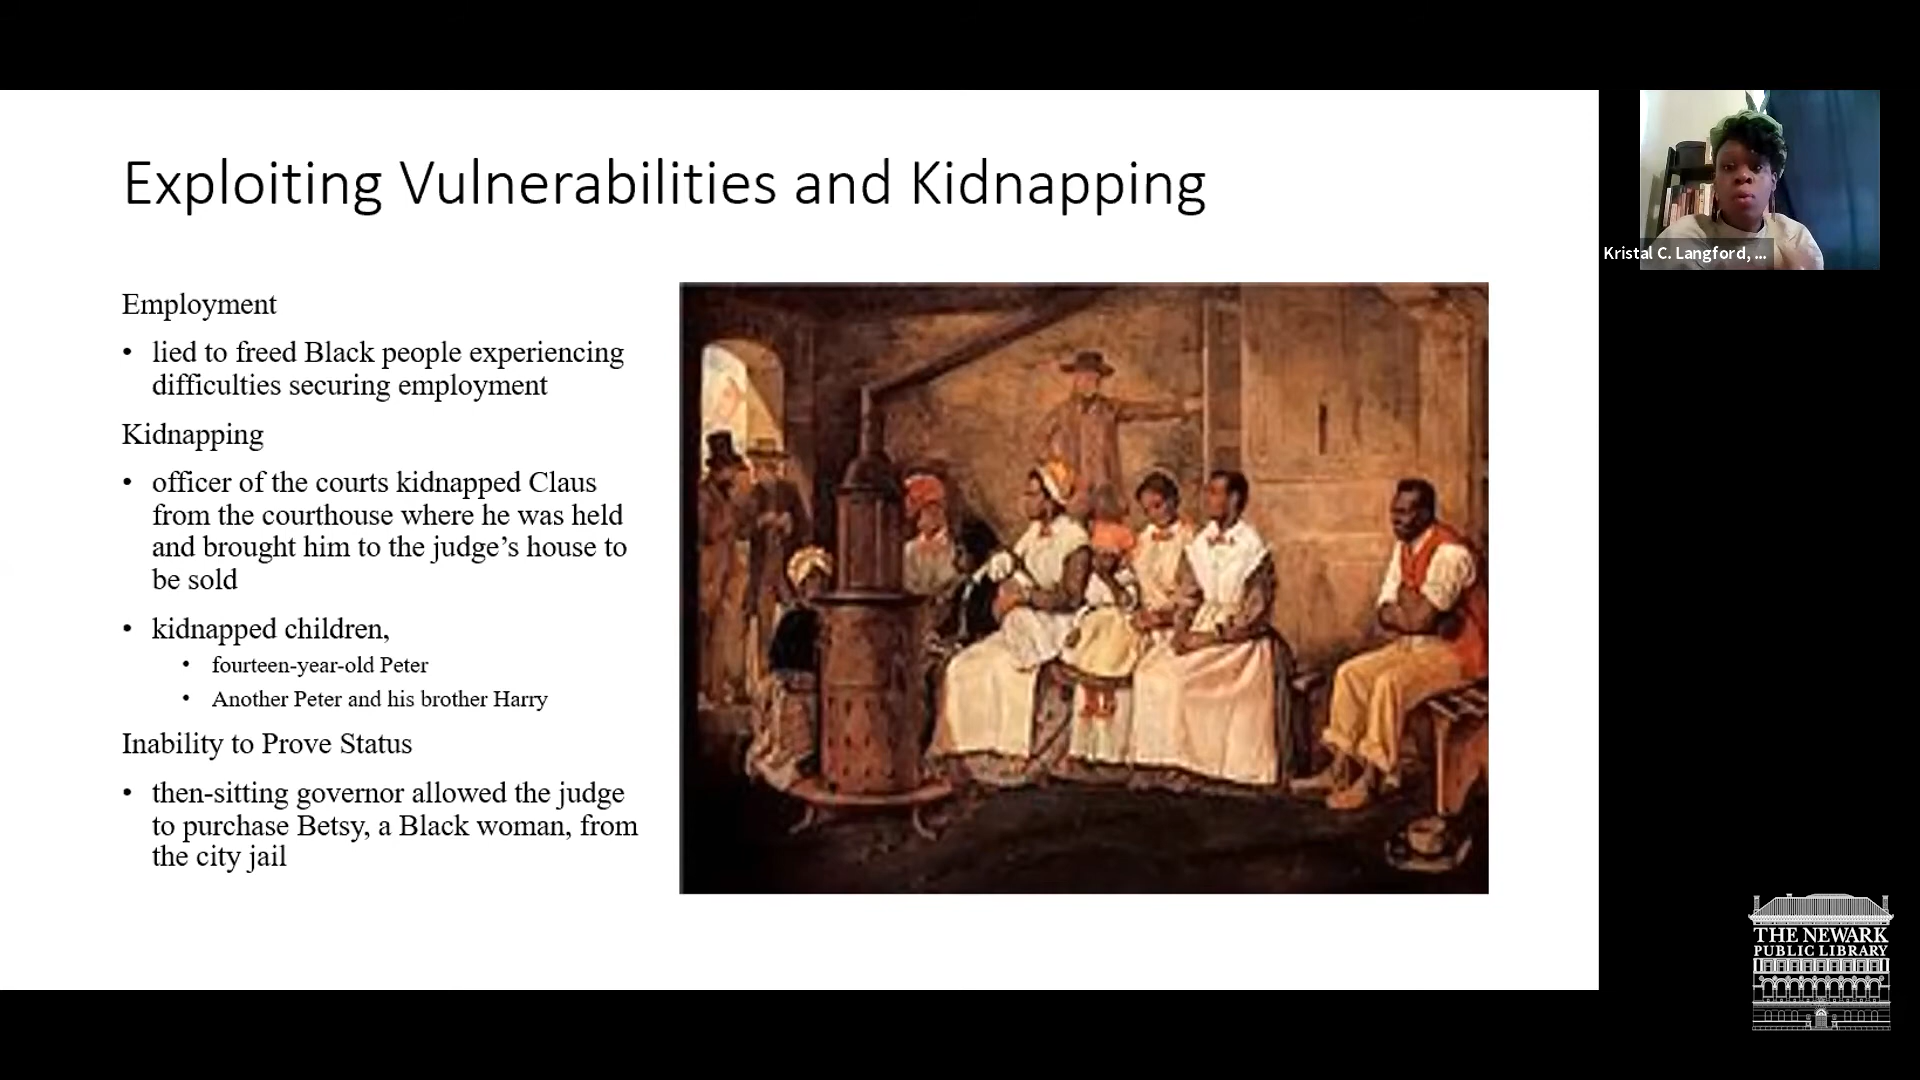 Exploiting Vulnerabilities and Kidnapping
Employment
• lied to freed Black people experiencing
difficulties securing employment
Kidnapping
• officer of the courts kidnapped Claus
from the courthouse where he was held
and brought him to the judge’s house to
be sold
• kidnapped children,
• fourteen-year-old Peter
• Another Peter and his brother Harry
Inability to Prove Status
• then-sitting governor allowed the judge
to purchase Betsy, a Black woman, from
the city jail
Kristal C. Langford, ...
THE NEWARK
PUBLIC LIBRARY